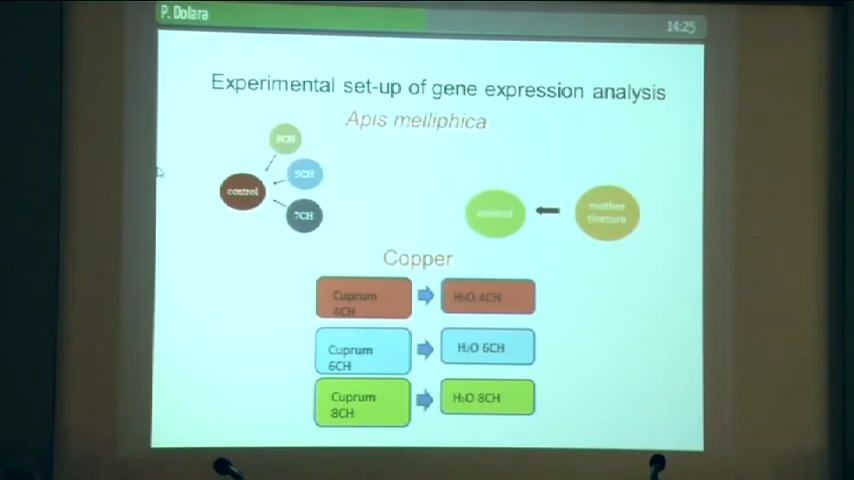 P. Dolara
14:25
Experimental set-up of gene expression analysis
Apis melliphica
3CH
5CH
control
7CH
control
mother
tincture
Copper
Cuprum
4CH
H₂O 4CH
Cuprum
6CH
H₂O 6CH
Cuprum
8CH
H₂O 8CH